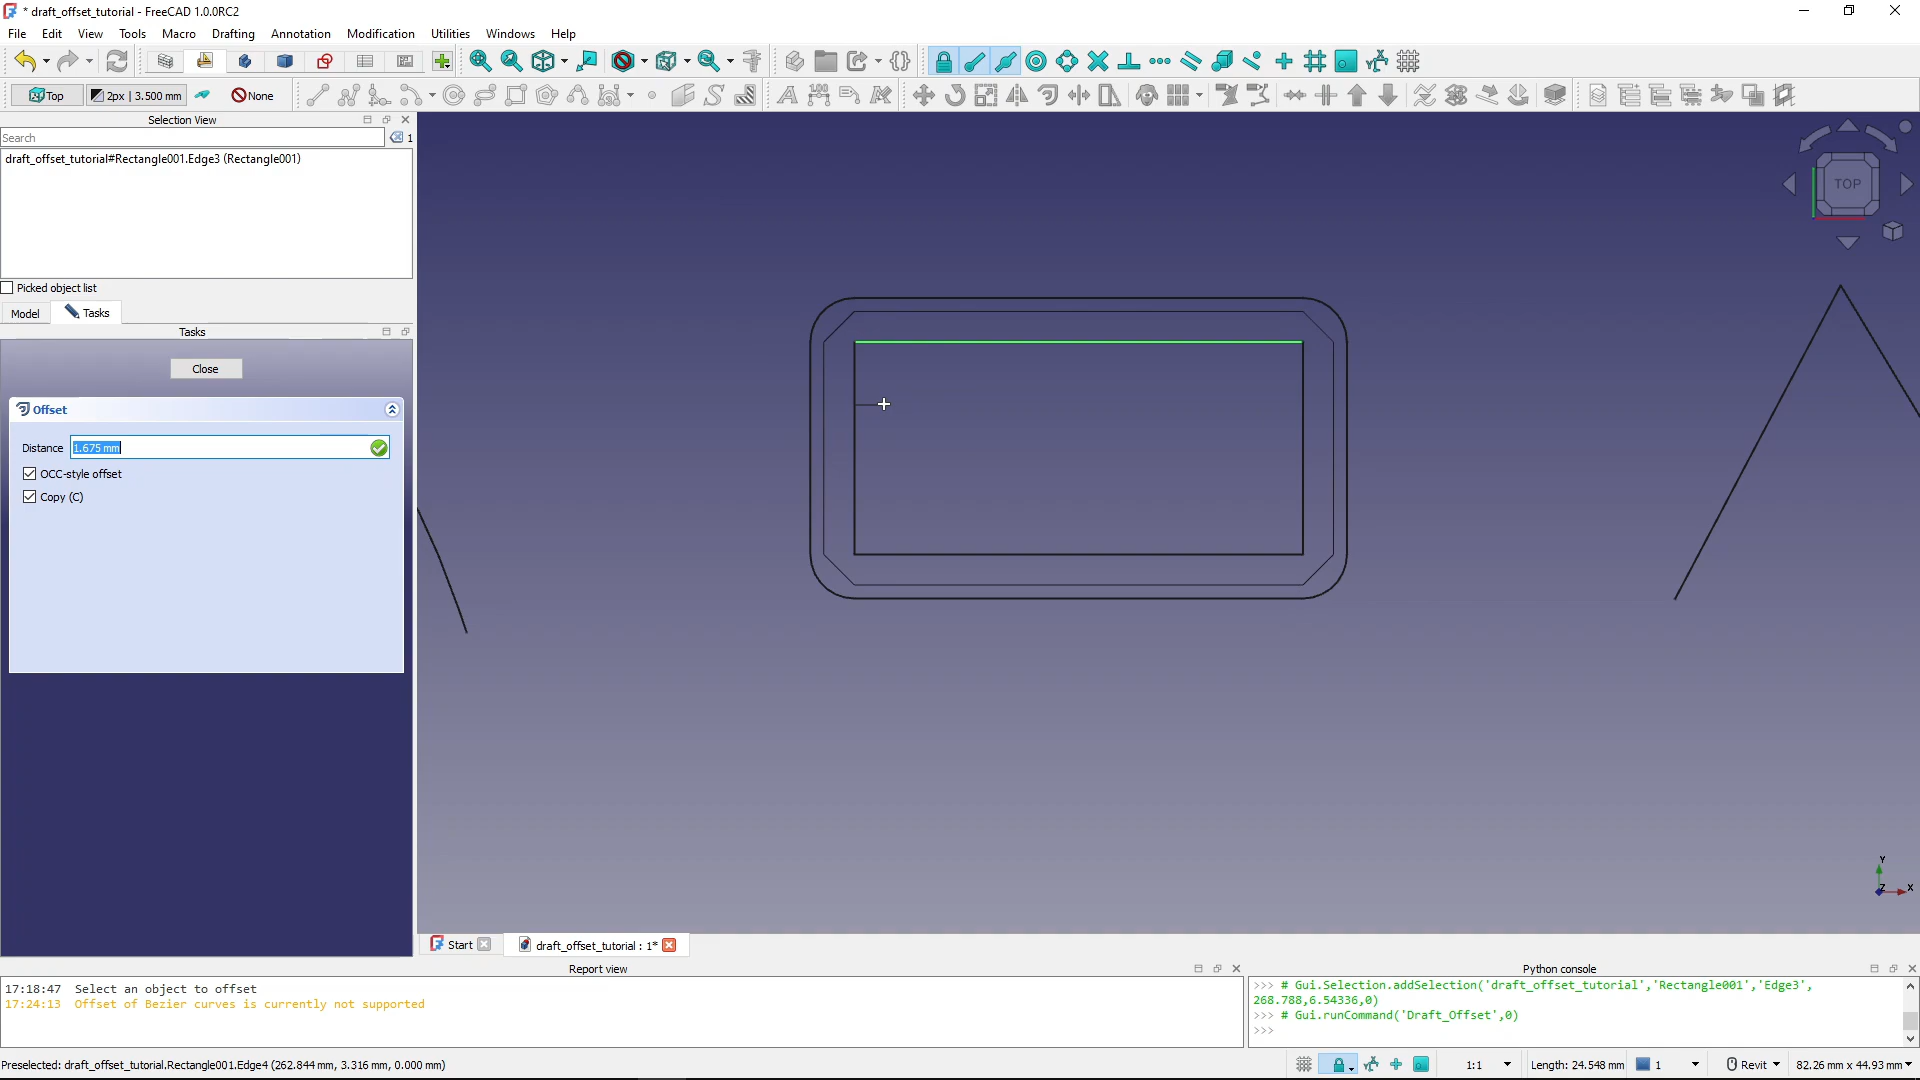 * draft_offset_tutorial - FreeCAD 1.0.0RC2
File Edit View Tools Macro Drafting Annotation Modification Utilities Windows Help
Top 2px | 3.500 mm None
Selection View
Search 1
draft_offset_tutorial#Rectangle001.Edge3 (Rectangle001)
Picked object list
Model Tasks
Tasks
Close
Offset
Distance 1.675 mm
OCC-style offset
Copy (C)
TOP
Y
Z X
Start draft_offset_tutorial : 1*
Report view
17:18:47 Select an object to offset
17:24:13 Offset of Bezier curves is currently not supported
Python console
>>> # Gui.Selection.addSelection('draft_offset_tutorial','Rectangle001','Edge3',
268.788,6.54336,0)
>>> # Gui.runCommand('Draft_Offset',0)
>>>
Preselected: draft_offset_tutorial.Rectangle001.Edge4 (262.844 mm, 3.316 mm, 0.000 mm)
1:1 Length: 24.548 mm 1 Revit 82.26 mm x 44.93 mm